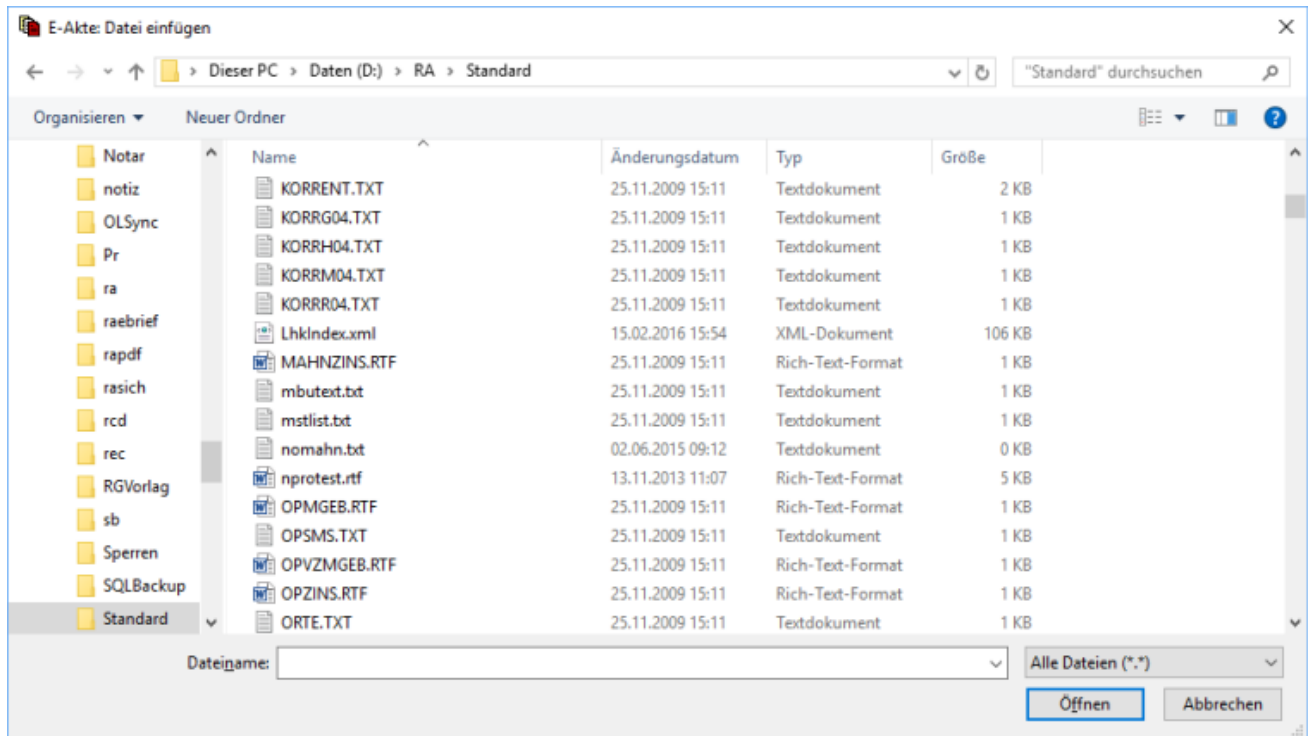 E-Akte: Datei einfügen
Dieser PC > Daten (D:) > RA > Standard
"Standard" durchsuchen
Organisieren
Neuer Ordner
Notar
notiz
OLSync
Pr
ra
raebrief
rapdf
rasich
rcd
rec
RGVorlag
sb
Sperren
SQLBackup
Standard
Name Änderungsdatum Typ Größe
KORRENT.TXT 25.11.2009 15:11 Textdokument 2 KB
KORRG04.TXT 25.11.2009 15:11 Textdokument 1 KB
KORRH04.TXT 25.11.2009 15:11 Textdokument 1 KB
KORRM04.TXT 25.11.2009 15:11 Textdokument 1 KB
KORRR04.TXT 25.11.2009 15:11 Textdokument 1 KB
LhkIndex.xml 15.02.2016 15:54 XML-Dokument 106 KB
MAHNZINS.RTF 25.11.2009 15:11 Rich-Text-Format 1 KB
mbutext.txt 25.11.2009 15:11 Textdokument 1 KB
mstlist.txt 25.11.2009 15:11 Textdokument 1 KB
nomahn.txt 02.06.2015 09:12 Textdokument 0 KB
nprotest.rtf 13.11.2013 11:07 Rich-Text-Format 5 KB
OPMGEB.RTF 25.11.2009 15:11 Rich-Text-Format 1 KB
OPSMS.TXT 25.11.2009 15:11 Textdokument 1 KB
OPVZMGEB.RTF 25.11.2009 15:11 Rich-Text-Format 1 KB
OPZINS.RTF 25.11.2009 15:11 Rich-Text-Format 1 KB
ORTE.TXT 25.11.2009 15:11 Textdokument 1 KB
Dateiname:
Alle Dateien (*.*)
Öffnen
Abbrechen